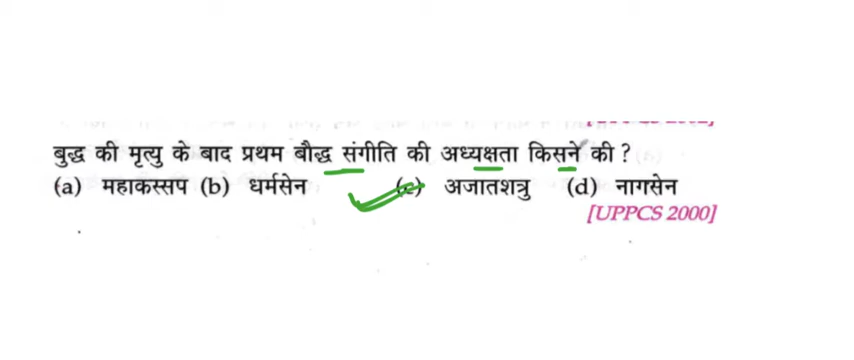 बुद्ध की मृत्यु के बाद प्रथम बौद्ध संगीति की अध्यक्षता किसने की ?
(a) महाकस्सप (b) धर्मसेन (c) अजातशत्रु (d) नागसेन
[UPPCS 2000]